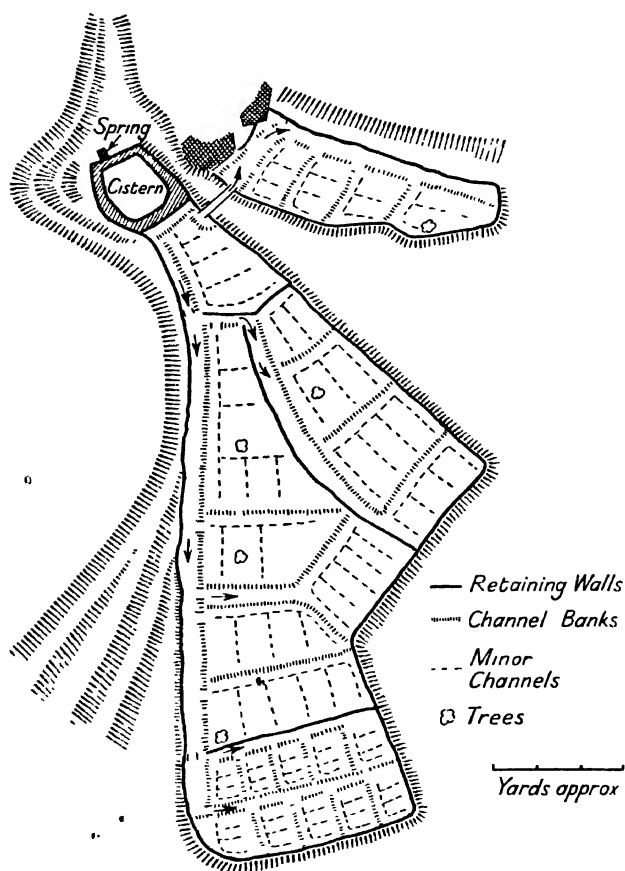 Spring
Cistern
Retaining Walls
Channel Banks
Minor
Channels
Trees
Yards approx